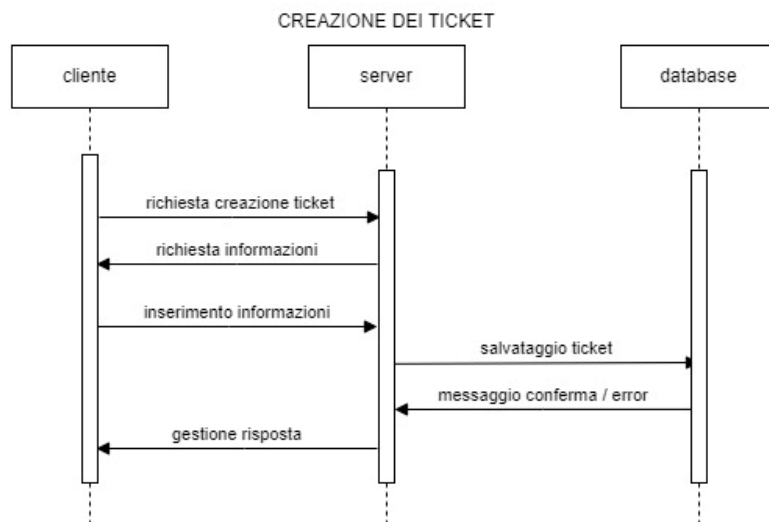 CREAZIONE DEI TICKET
cliente
server
database
richiesta creazione ticket
richiesta informazioni
inserimento informazioni
salvataggio ticket
messaggio conferma / error
gestione risposta